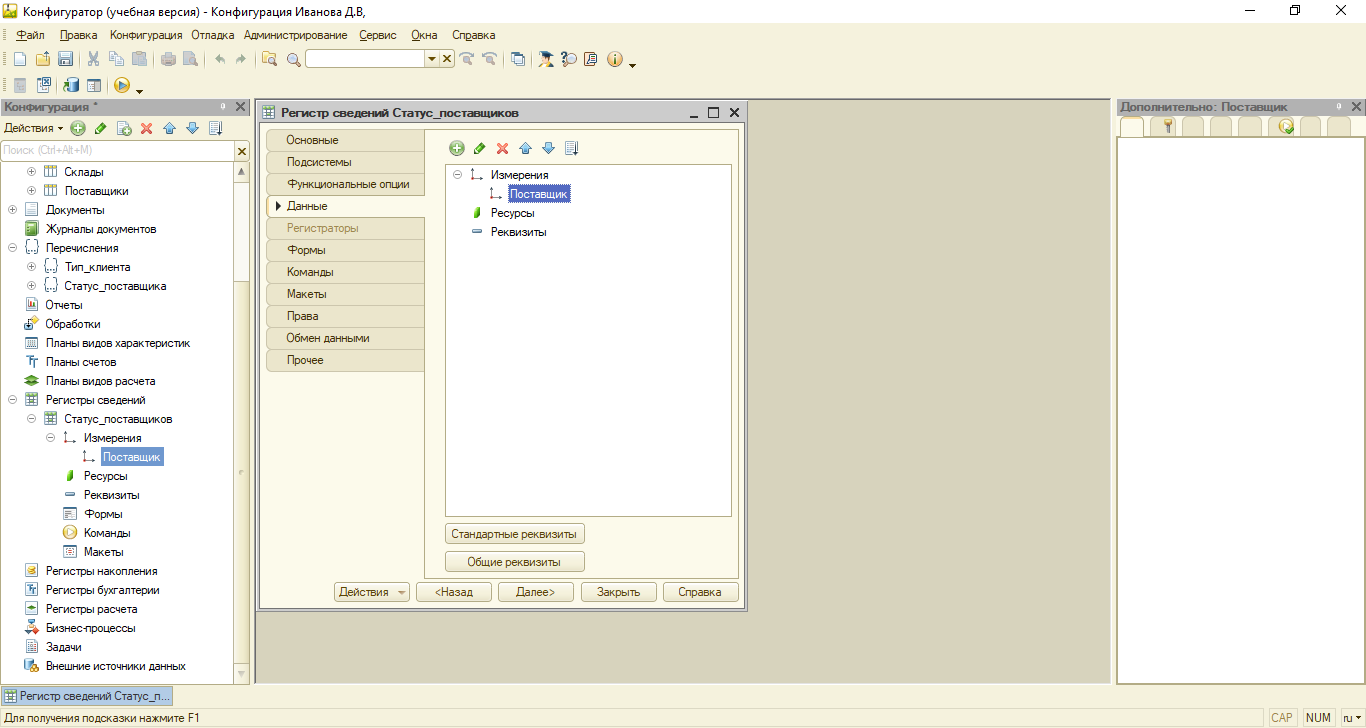 Конфигуратор (учебная версия) - Конфигурация Иванова Д.В,
Файл Правка Конфигурация Отладка Администрирование Сервис Окна Справка
Конфигурация *
Действия
Поиск (Ctrl+Alt+M)
Склады
Поставщики
Документы
Журналы документов
Перечисления
Тип_клиента
Статус_поставщика
Отчеты
Обработки
Планы видов характеристик
Планы счетов
Планы видов расчета
Регистры сведений
Статус_поставщиков
Измерения
Поставщик
Ресурсы
Реквизиты
Формы
Команды
Макеты
Регистры накопления
Регистры бухгалтерии
Регистры расчета
Бизнес-процессы
Задачи
Внешние источники данных
Регистр сведений Статус_поставщиков
Основные
Подсистемы
Функциональные опции
Данные
Регистраторы
Формы
Команды
Макеты
Права
Обмен данными
Прочее
Измерения
Поставщик
Ресурсы
Реквизиты
Стандартные реквизиты
Общие реквизиты
Действия <Назад Далее> Закрыть Справка
Дополнительно: Поставщик
Регистр сведений Статус_п...
Для получения подсказки нажмите F1
CAP NUM ru